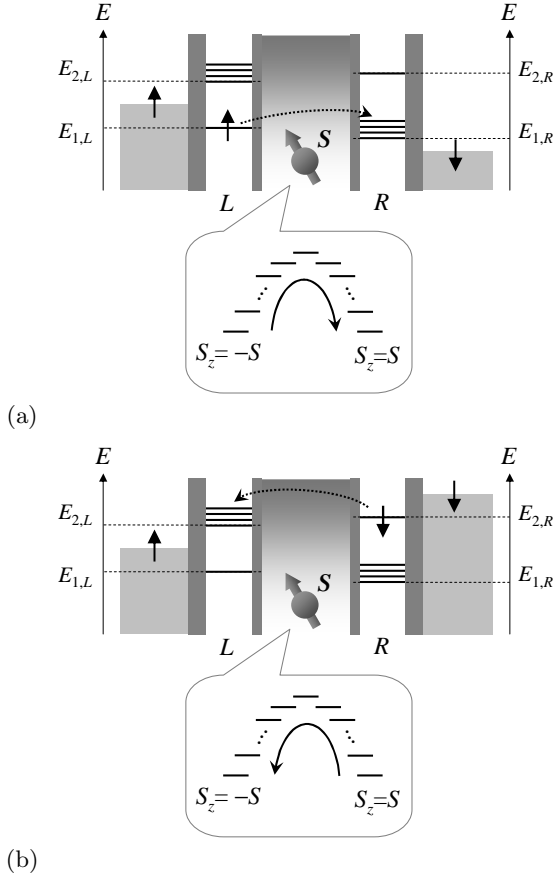 E E
E2,L E2,R
E1,L S E1,R
L R
Sz= −S Sz=S
(a)
E E
E2,L E2,R
E1,L S E1,R
L R
Sz= −S Sz=S
(b)